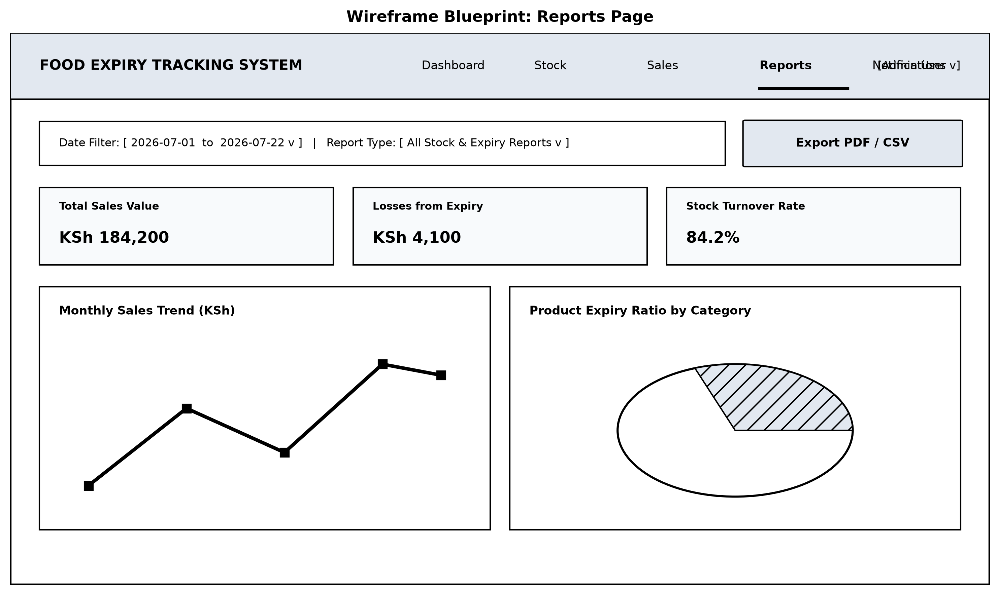 Wireframe Blueprint: Reports Page
FOOD EXPIRY TRACKING SYSTEM
Dashboard
Stock
Sales
Reports
Notifications
[Admin User v]
Date Filter: [ 2026-07-01  to  2026-07-22 v ]   |   Report Type: [ All Stock & Expiry Reports v ]
Export PDF / CSV
Total Sales Value
KSh 184,200
Losses from Expiry
KSh 4,100
Stock Turnover Rate
84.2%
Monthly Sales Trend (KSh)
Product Expiry Ratio by Category